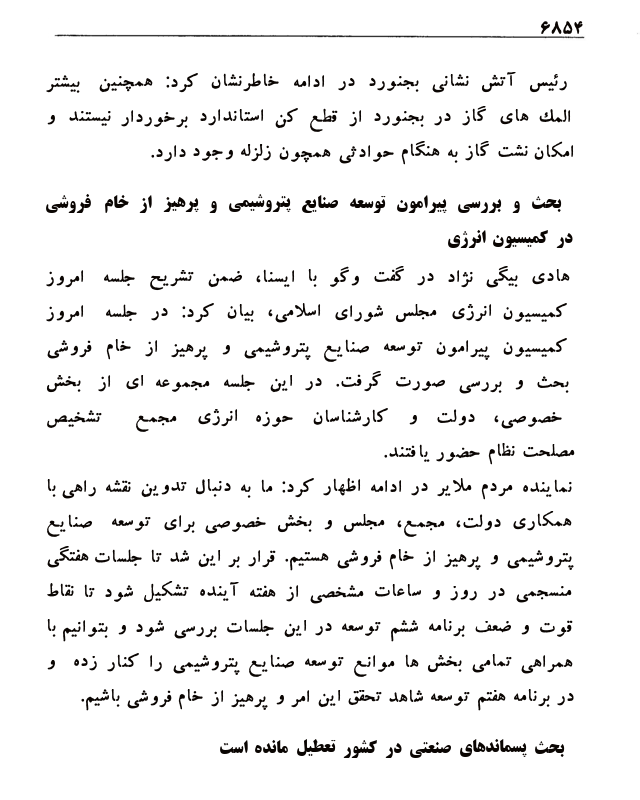 ۶۸۵۴
رئیس آتش نشانی بجنورد در ادامه خاطرنشان کرد: همچنین بیشتر
المك های گاز در بجنورد از قطع کن استاندارد برخوردار نیستند و
امکان نشت گاز به هنگام حوادثی همچون زلزله وجود دارد.
بحث و بررسی پیرامون توسعه صنایع پتروشیمی و پرهیز از خام فروشی
در کمیسیون انرژی
هادی بیگی نژاد در گفت وگو با ایسنا، ضمن تشریح جلسه امروز
کمیسیون انرژی مجلس شورای اسلامی، بیان کرد: در جلسه امروز
کمیسیون پیرامون توسعه صنایع پتروشیمی و پرهیز از خام فروشی
بحث و بررسی صورت گرفت. در این جلسه مجموعه ای از بخش
خصوصی، دولت و کارشناسان حوزه انرژی مجمع تشخیص
مصلحت نظام حضور یافتند.
نماینده مردم ملایر در ادامه اظهار کرد: ما به دنبال تدوین نقشه راهی با
همکاری دولت، مجمع، مجلس و بخش خصوصی برای توسعه صنایع
پتروشیمی و پرهیز از خام فروشی هستیم. قرار بر این شد تا جلسات هفتگی
منسجمی در روز و ساعات مشخصی از هفته آینده تشکیل شود تا نقاط
قوت و ضعف برنامه ششم توسعه در این جلسات بررسی شود و بتوانیم با
همراهی تمامی بخش ها موانع توسعه صنایع پتروشیمی را کنار زده و
در برنامه هفتم توسعه شاهد تحقق این امر و پرهیز از خام فروشی باشیم.
بحث پسماندهای صنعتی در کشور تعطیل مانده است